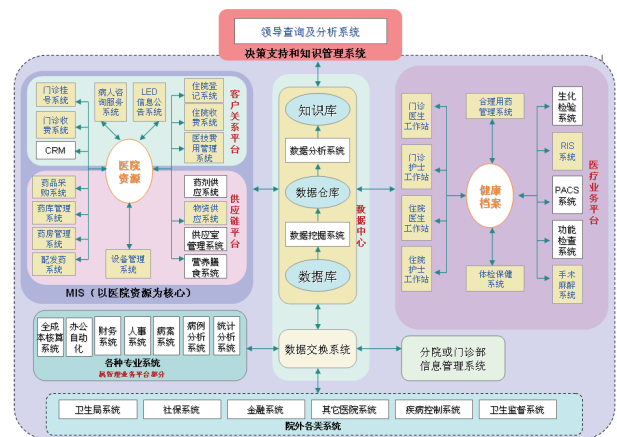 领导查询及分析系统
决策支持和知识管理系统
门诊挂
号系统
病人咨
询服务
系统
LED
信息公
告系统
住院登
记系统
门诊收
费系统
住院收
费系统
CRM
医技费
用管理
系统
客户关系平台
医院
资源
药品采
购系统
药库管理
系统
药房管理
系统
配发药
系统
设备管理
系统
药剂供
应系统
物资供
应系统
供应室
管理系统
营养膳
食系统
供应链平台
MIS（以医院资源为核心）
知识库
数据分析系统
数据仓库
数据挖掘系统
数据库
数据中心
数据交换系统
门诊
医生
工作站
门诊
护士
工作站
住院
医生
工作站
住院
护士
工作站
合理用药
管理系统
健康
档案
体检保健
系统
生化
检验
系统
RIS
系统
PACS
系统
功能
检查
系统
手术
麻醉
系统
医疗业务平台
全成
本核算
系统
办公
自动
化
财务
系统
人事
系统
病案
系统
病例
分析
系统
统计
分析
系统
各种专业系统
分院或门诊部
信息管理系统
卫生局系统
社保系统
金融系统
其它医院系统
疾病控制系统
卫生监督系统
院外各类系统